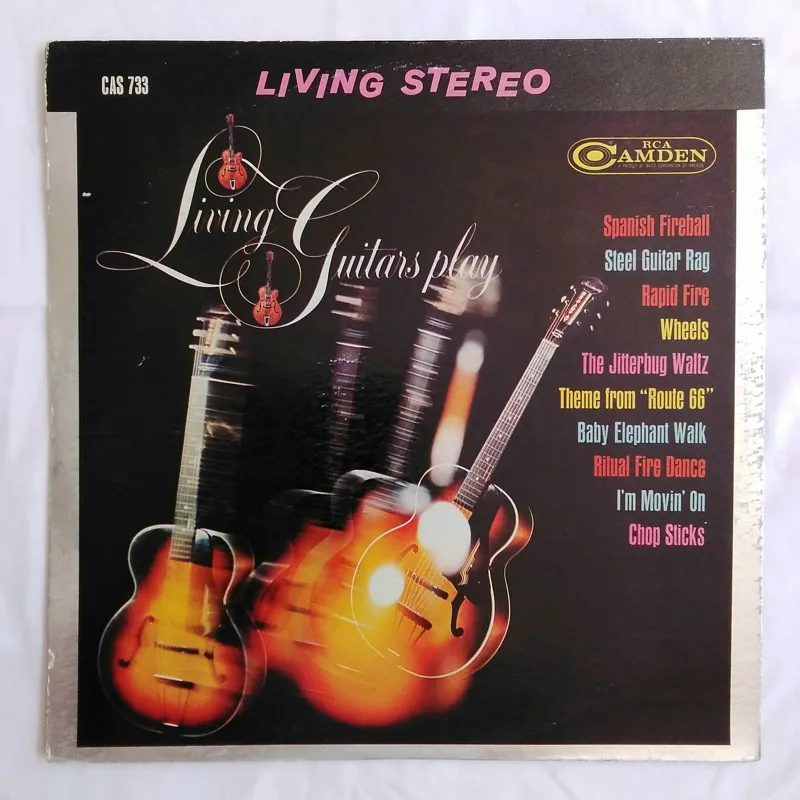 CAS 733
LIVING STEREO
RCA
CAMDEN
Living Guitars play
Spanish Fireball
Steel Guitar Rag
Rapid Fire
Wheels
The Jitterbug Waltz
Theme from “Route 66”
Baby Elephant Walk
Ritual Fire Dance
I'm Movin' On
Chop Sticks